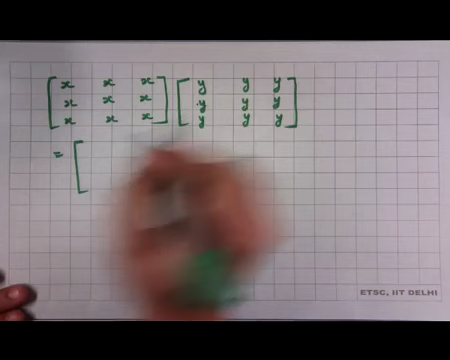 [ x x x ] [ y y y ]
[ x x x ] [ y y y ]
[ x x x ] [ y y y ]
= [
ETSC, IIT DELHI